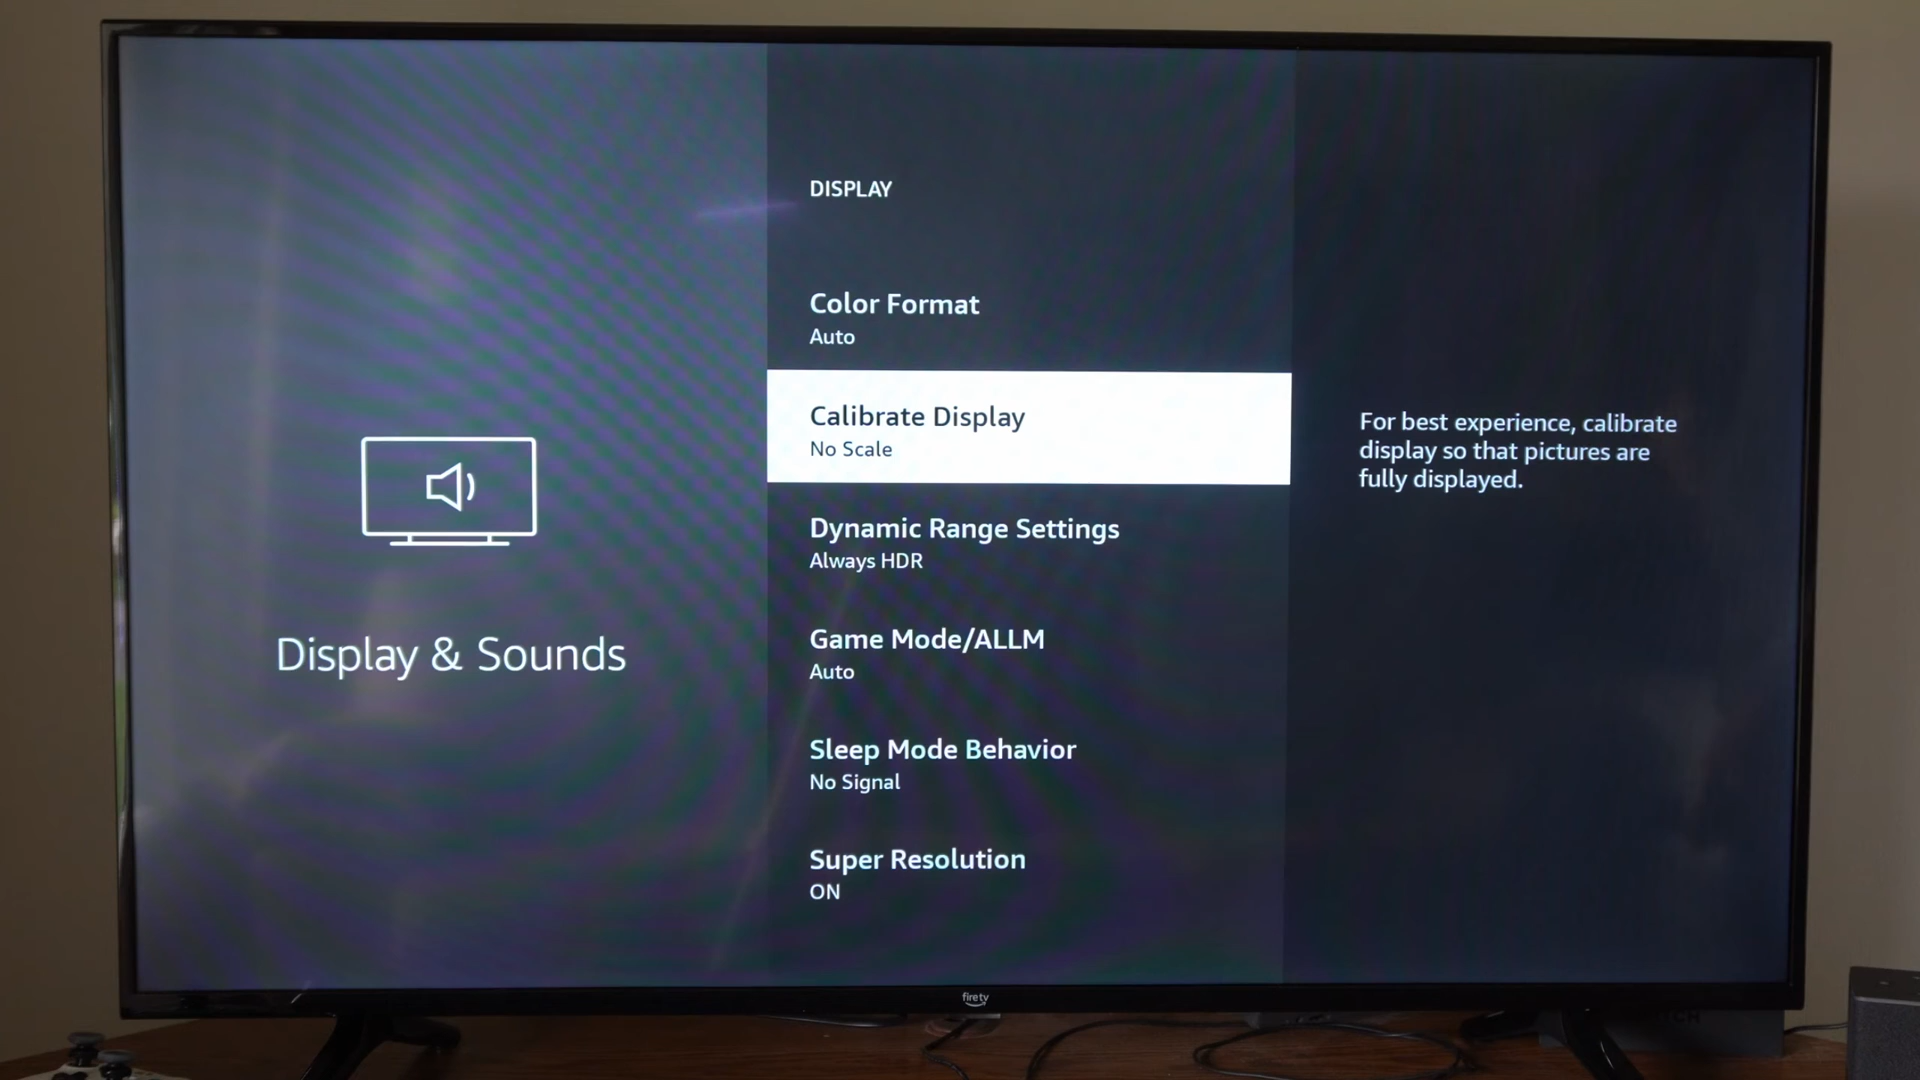 DISPLAY
Color Format
Auto
Calibrate Display
No Scale
Dynamic Range Settings
Always HDR
Game Mode/ALLM
Auto
Sleep Mode Behavior
No Signal
Super Resolution
ON
Display & Sounds
For best experience, calibrate
display so that pictures are
fully displayed.
firetv